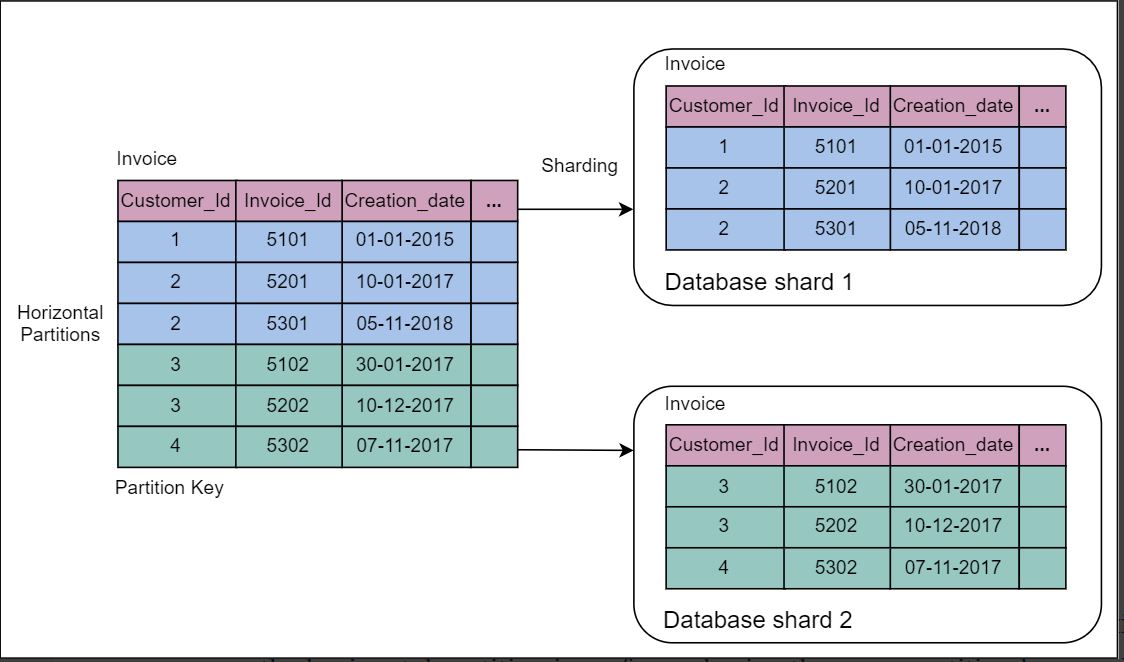 Invoice
Customer_Id Invoice_Id Creation_date ...
1 5101 01-01-2015
2 5201 10-01-2017
2 5301 05-11-2018
3 5102 30-01-2017
3 5202 10-12-2017
4 5302 07-11-2017
Horizontal
Partitions
Partition Key
Sharding
Invoice
Customer_Id Invoice_Id Creation_date ...
1 5101 01-01-2015
2 5201 10-01-2017
2 5301 05-11-2018
Database shard 1
Invoice
Customer_Id Invoice_Id Creation_date ...
3 5102 30-01-2017
3 5202 10-12-2017
4 5302 07-11-2017
Database shard 2